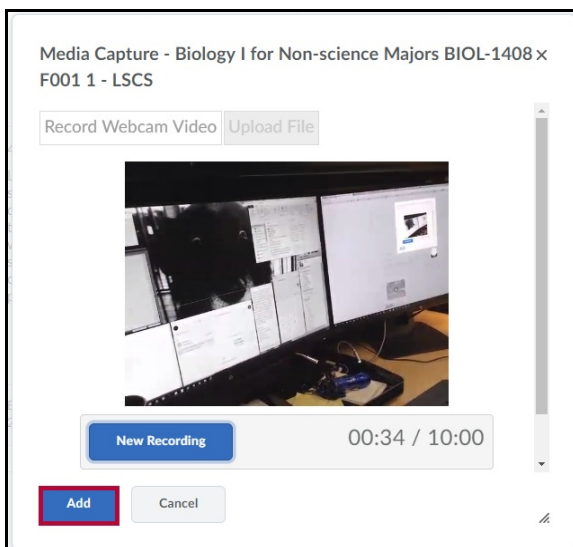 Media Capture - Biology I for Non-science Majors BIOL-1408 ×
F001 1 - LSCS
Record Webcam Video Upload File
New Recording 00:34 / 10:00
Add Cancel